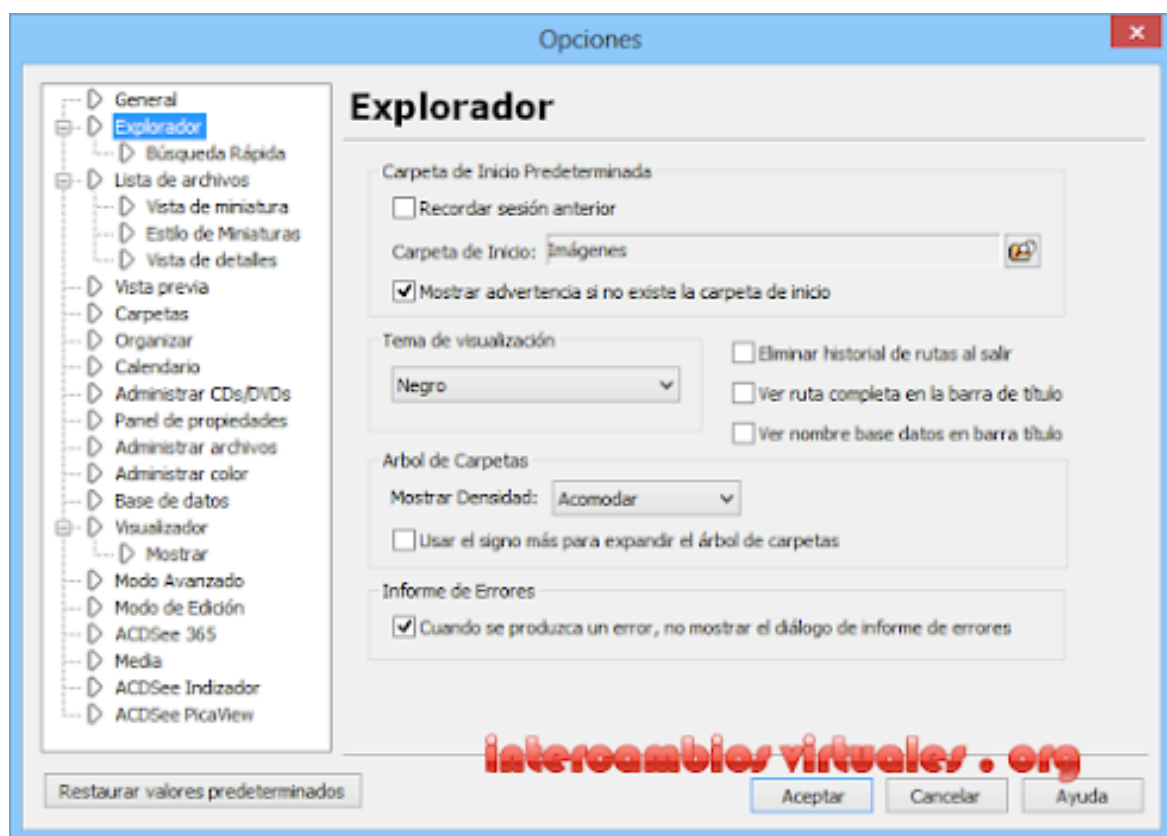 Opciones
General
Explorador
Búsqueda Rápida
Lista de archivos
Vista de miniatura
Estilo de Miniaturas
Vista de detalles
Vista previa
Carpetas
Organizar
Calendario
Administrar CDs/DVDs
Panel de propiedades
Administrar archivos
Administrar color
Base de datos
Visualizador
Mostrar
Modo Avanzado
Modo de Edición
ACDSee 365
Media
ACDSee Indizador
ACDSee PicaView
Explorador
Carpeta de Inicio Predeterminada
Recordar sesión anterior
Carpeta de Inicio: Imágenes
Mostrar advertencia si no existe la carpeta de inicio
Tema de visualización
Negro
Eliminar historial de rutas al salir
Ver ruta completa en la barra de título
Ver nombre base datos en barra título
Arbol de Carpetas
Mostrar Densidad: Acomodar
Usar el signo más para expandir el árbol de carpetas
Informe de Errores
Cuando se produzca un error, no mostrar el diálogo de informe de errores
intercambios virtuales . org
Restaurar valores predeterminados
Aceptar Cancelar Ayuda